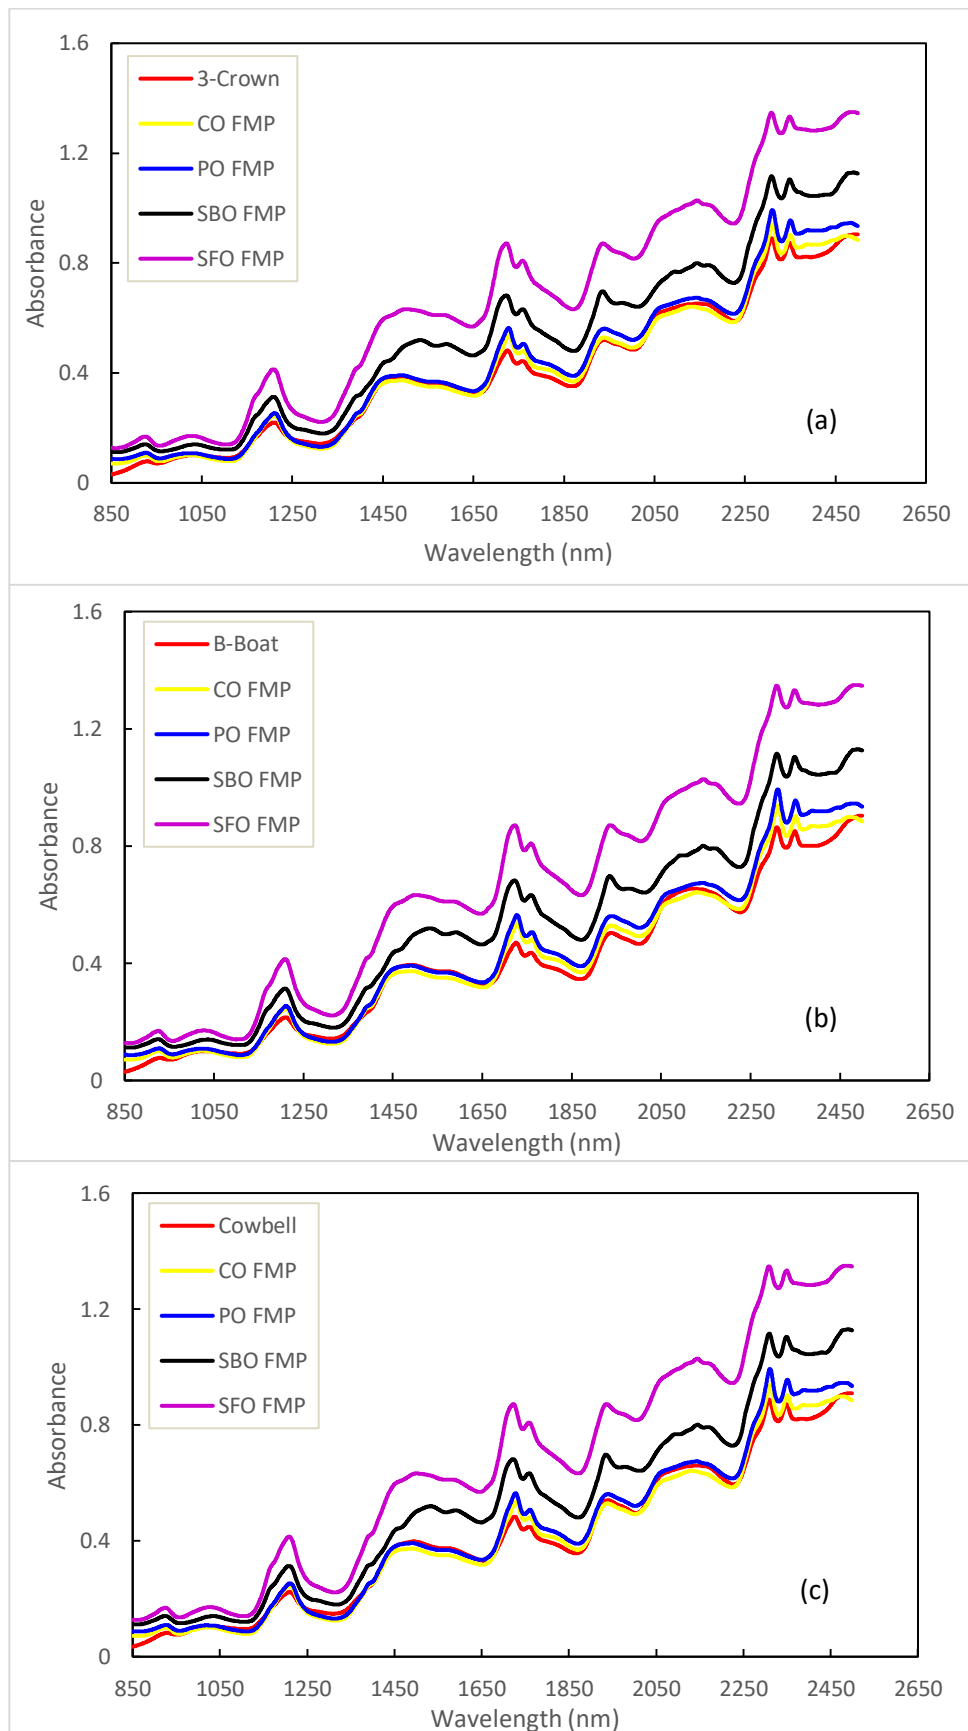 1.6
1.2
0.8
0.4
0
Absorbance
3-Crown
CO FMP
PO FMP
SBO FMP
SFO FMP
(a)
850 1050 1250 1450 1650 1850 2050 2250 2450 2650
Wavelength (nm)
1.6
1.2
0.8
0.4
0
Absorbance
B-Boat
CO FMP
PO FMP
SBO FMP
SFO FMP
(b)
850 1050 1250 1450 1650 1850 2050 2250 2450 2650
Wavelength (nm)
1.6
1.2
0.8
0.4
0
Absorbance
Cowbell
CO FMP
PO FMP
SBO FMP
SFO FMP
(c)
850 1050 1250 1450 1650 1850 2050 2250 2450 2650
Wavelength (nm)